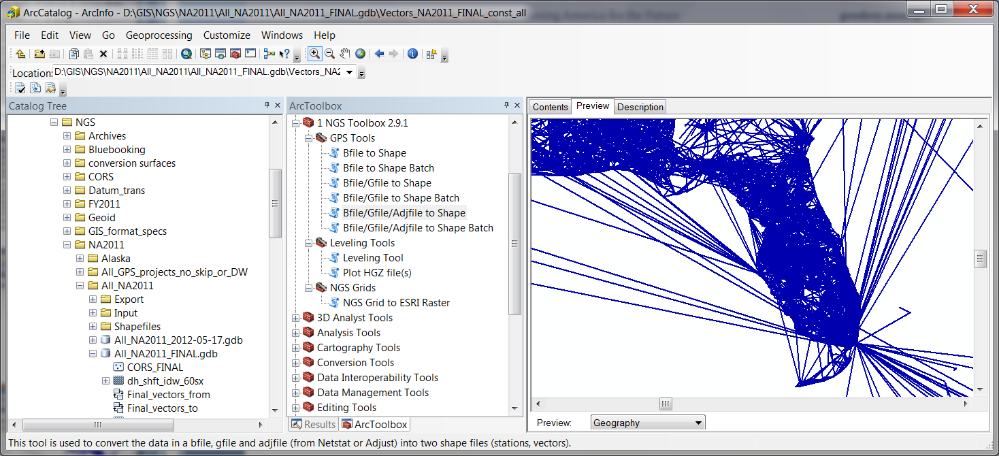 ArcCatalog - ArcInfo - D:\GIS\NGS\NA2011\All_NA2011\All_NA2011_FINAL.gdb\Vectors_NA2011_FINAL_const_all
File Edit View Go Geoprocessing Customize Windows Help
Location: D:\GIS\NGS\NA2011\All_NA2011\All_NA2011_FINAL.gdb\Vectors_NA2
Catalog Tree
NGS
Archives
Bluebooking
conversion surfaces
CORS
Datum_trans
FY2011
Geoid
GIS_format_specs
NA2011
Alaska
All_GPS_projects_no_skip_or_DW
All_NA2011
Export
Input
Shapefiles
All_NA2011_2012-05-17.gdb
All_NA2011_FINAL.gdb
CORS_FINAL
dh_shft_idw_60sx
Final_vectors_from
Final_vectors_to
ArcToolbox
1 NGS Toolbox 2.9.1
GPS Tools
Bfile to Shape
Bfile to Shape Batch
Bfile/Gfile to Shape
Bfile/Gfile to Shape Batch
Bfile/Gfile/Adjfile to Shape
Bfile/Gfile/Adjfile to Shape Batch
Leveling Tools
Leveling Tool
Plot HGZ file(s)
NGS Grids
NGS Grid to ESRI Raster
3D Analyst Tools
Analysis Tools
Cartography Tools
Conversion Tools
Data Interoperability Tools
Data Management Tools
Editing Tools
Results ArcToolbox
Contents Preview Description
Preview: Geography
This tool is used to convert the data in a bfile, gfile and adjfile (from Netstat or Adjust) into two shape files (stations, vectors).